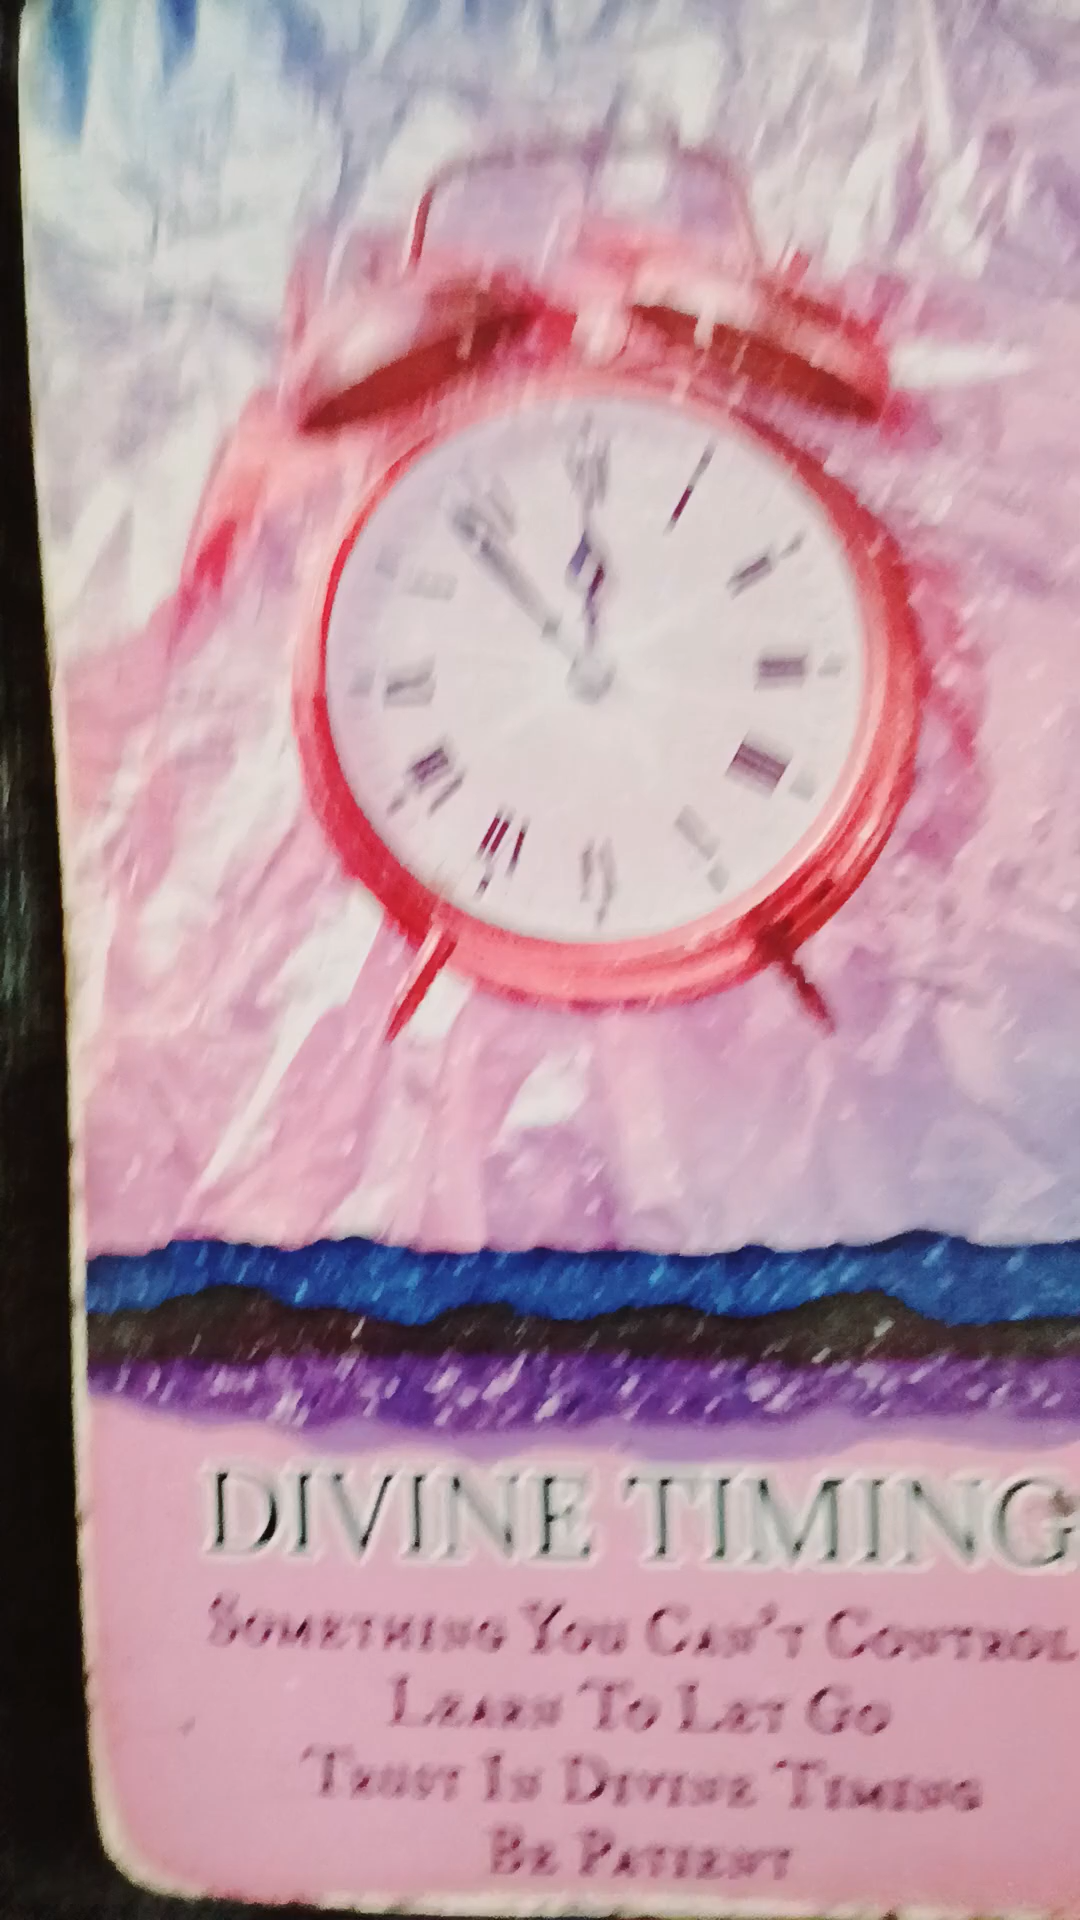 DIVINE TIMING
SOMETHING YOU CAN'T CONTROL
LEARN TO LET GO
TRUST IN DIVINE TIMING
BE PATIENT